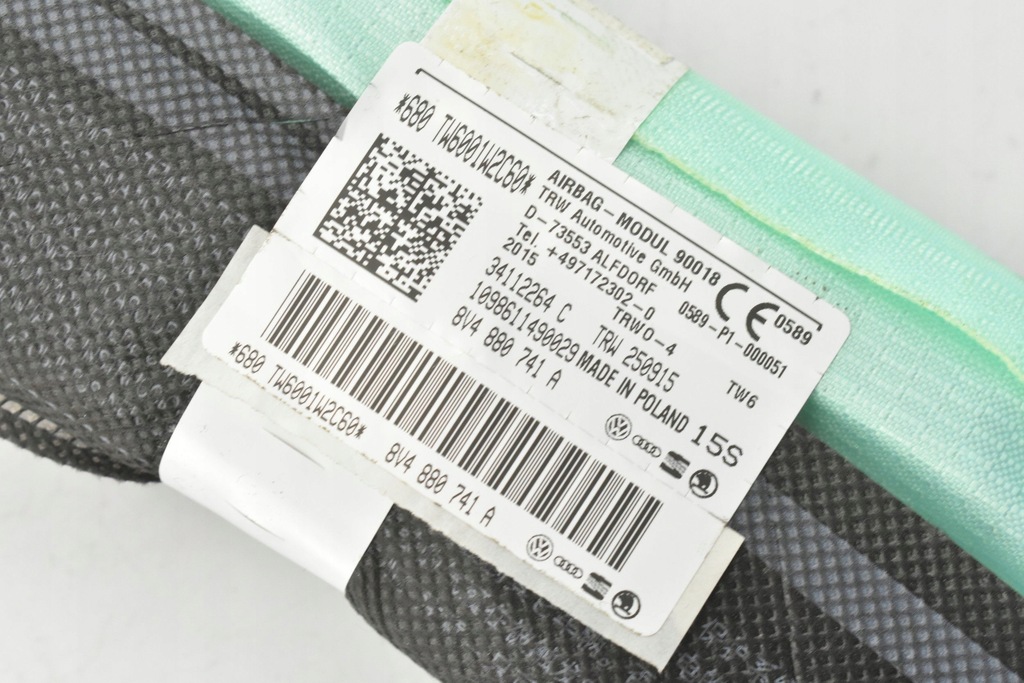 *680 TW6001W2C60*
AIRBAG-MODUL 90018
TRW Automotive GmbH
D-73553 ALFDORF
Tel. +497172302-0
2015 TRWO-4
0589-P1-000051
CE 0589
34112264 C TRW 250915 TW6
1098611490029 MADE IN POLAND 15S
8V4 880 741 A
*680 TW6001W2C60*
8V4 880 741 A